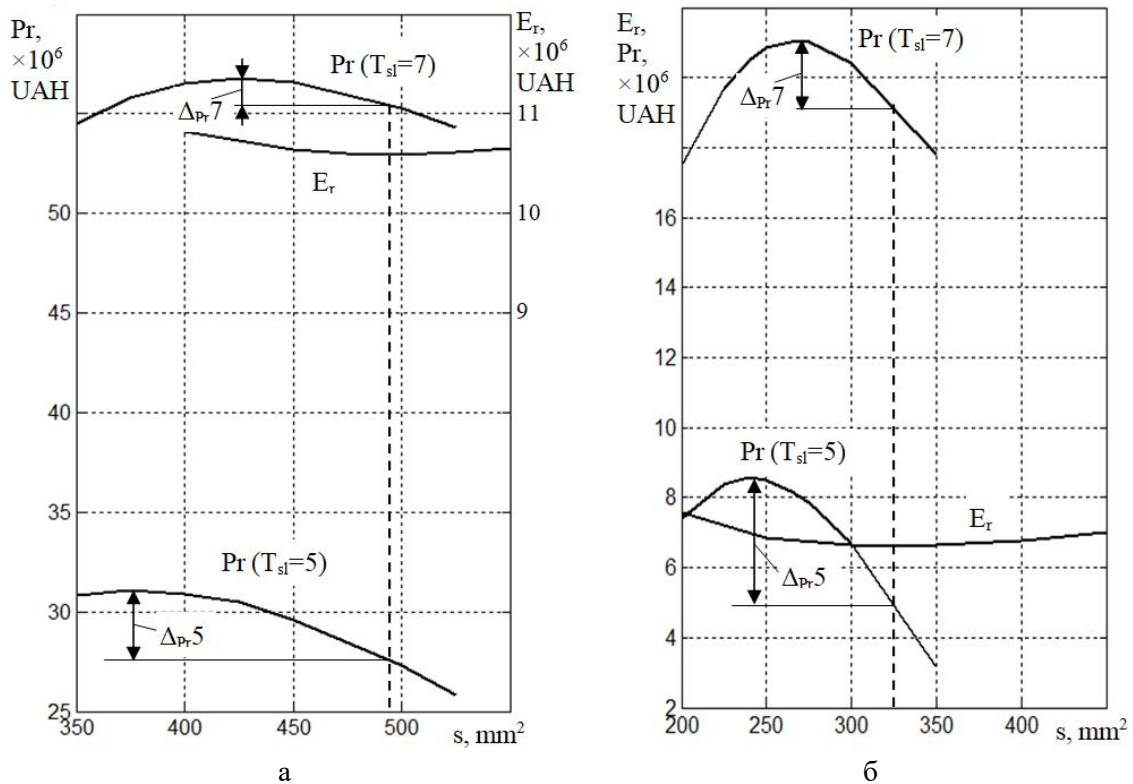 Pr,
×10⁶
UAH
Eᵣ,
×10⁶
UAH
Pr (Tₛₗ=7)
Δₚᵣ7
11
Eᵣ
50
10
45
9
40
35
Pr (Tₛₗ=5)
30
Δₚᵣ5
25
350
400
450
500
s, mm²
а
Eᵣ,
Pr,
×10⁶
UAH
Pr (Tₛₗ=7)
Δₚᵣ7
16
14
12
10
Pr (Tₛₗ=5)
8
Eᵣ
6
Δₚᵣ5
4
2
200
250
300
350
400
s, mm²
б